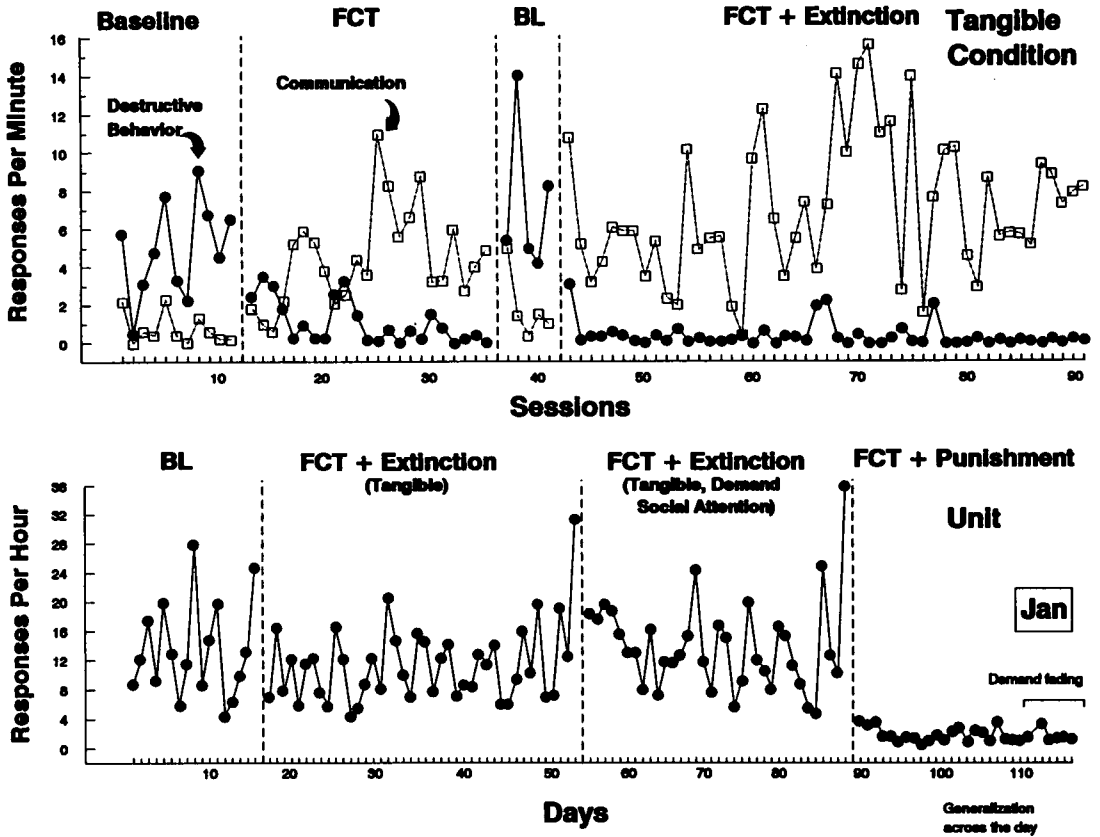 Baseline
FCT
BL
FCT + Extinction
Tangible
Condition
Communication
Destructive
Behavior
Responses Per Minute
16
14
12
10
8
6
4
2
0
10
20
30
40
50
60
70
80
90
Sessions
BL
FCT + Extinction
(Tangible)
FCT + Extinction
(Tangible, Demand
Social Attention)
FCT + Punishment
Unit
Jan
Demand fading
Responses Per Hour
36
32
28
24
20
16
12
8
4
0
10
20
30
40
50
60
70
80
90
100
110
Days
Generalization
across the day